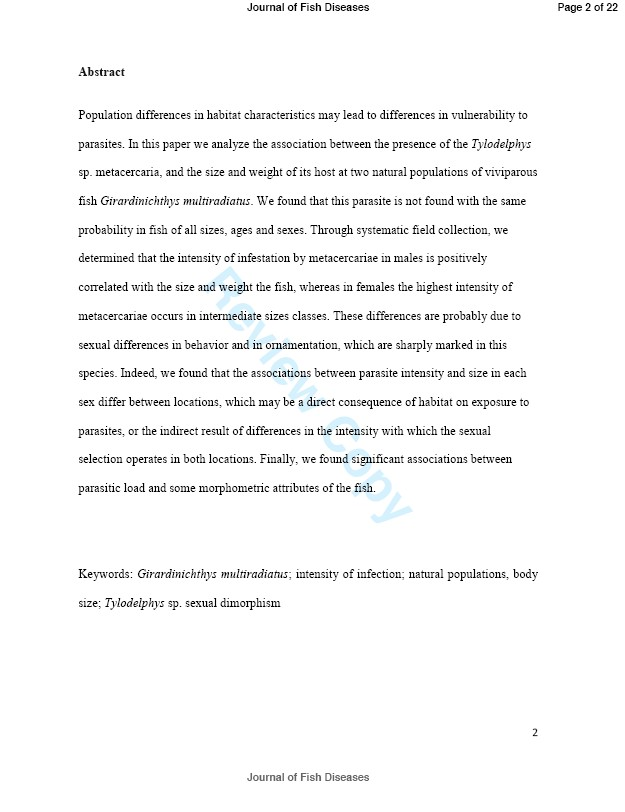 Journal of Fish Diseases
Page 2 of 22
Abstract
Population differences in habitat characteristics may lead to differences in vulnerability to
parasites. In this paper we analyze the association between the presence of the Tylodelphys
sp. metacercaria, and the size and weight of its host at two natural populations of viviparous
fish Girardinichthys multiradiatus. We found that this parasite is not found with the same
probability in fish of all sizes, ages and sexes. Through systematic field collection, we
determined that the intensity of infestation by metacercariae in males is positively
correlated with the size and weight the fish, whereas in females the highest intensity of
metacercariae occurs in intermediate sizes classes. These differences are probably due to
sexual differences in behavior and in ornamentation, which are sharply marked in this
species. Indeed, we found that the associations between parasite intensity and size in each
sex differ between locations, which may be a direct consequence of habitat on exposure to
parasites, or the indirect result of differences in the intensity with which the sexual
selection operates in both locations. Finally, we found significant associations between
parasitic load and some morphometric attributes of the fish.
Review Copy
Keywords: Girardinichthys multiradiatus; intensity of infection; natural populations, body
size; Tylodelphys sp. sexual dimorphism
2
Journal of Fish Diseases